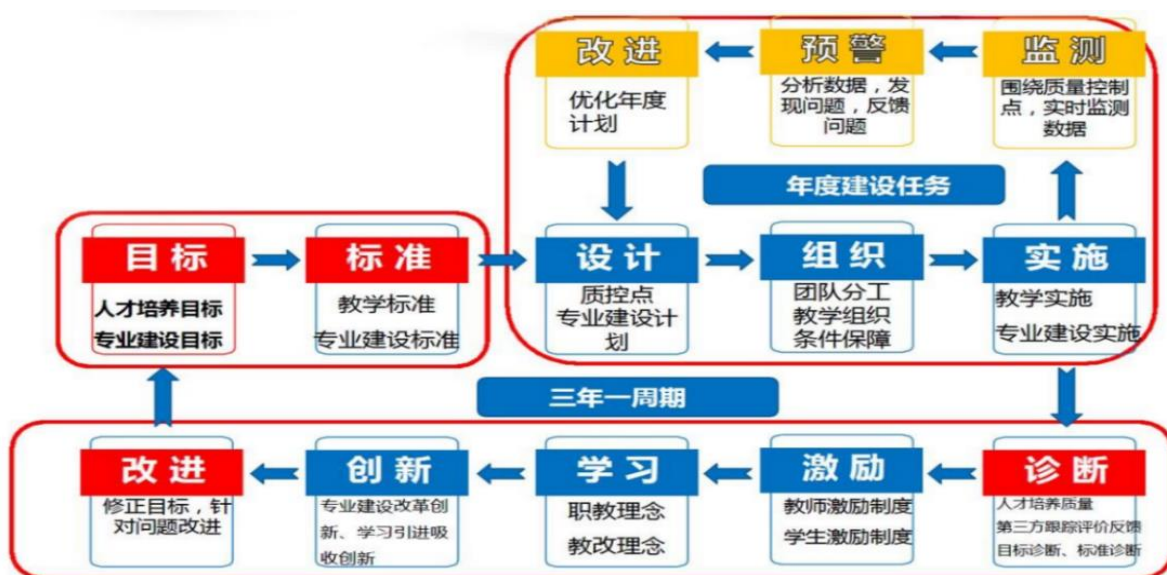 改进
优化年度
计划
预警
分析数据，发
现问题，反馈
问题
监测
围绕质量控制
点，实时监测
数据
年度建设任务
目标
人才培养目标
专业建设目标
标准
教学标准
专业建设标准
设计
质控点
专业建设计
划
组织
团队分工
教学组织
条件保障
实施
教学实施
专业建设实施
三年一周期
改进
修正目标，针
对问题改进
创新
专业建设改革创
新、学习引进吸
收创新
学习
职教理念
教改理念
激励
教师激励制度
学生激励制度
诊断
人才培养质量
第三方跟踪评价反馈
目标诊断、标准诊断